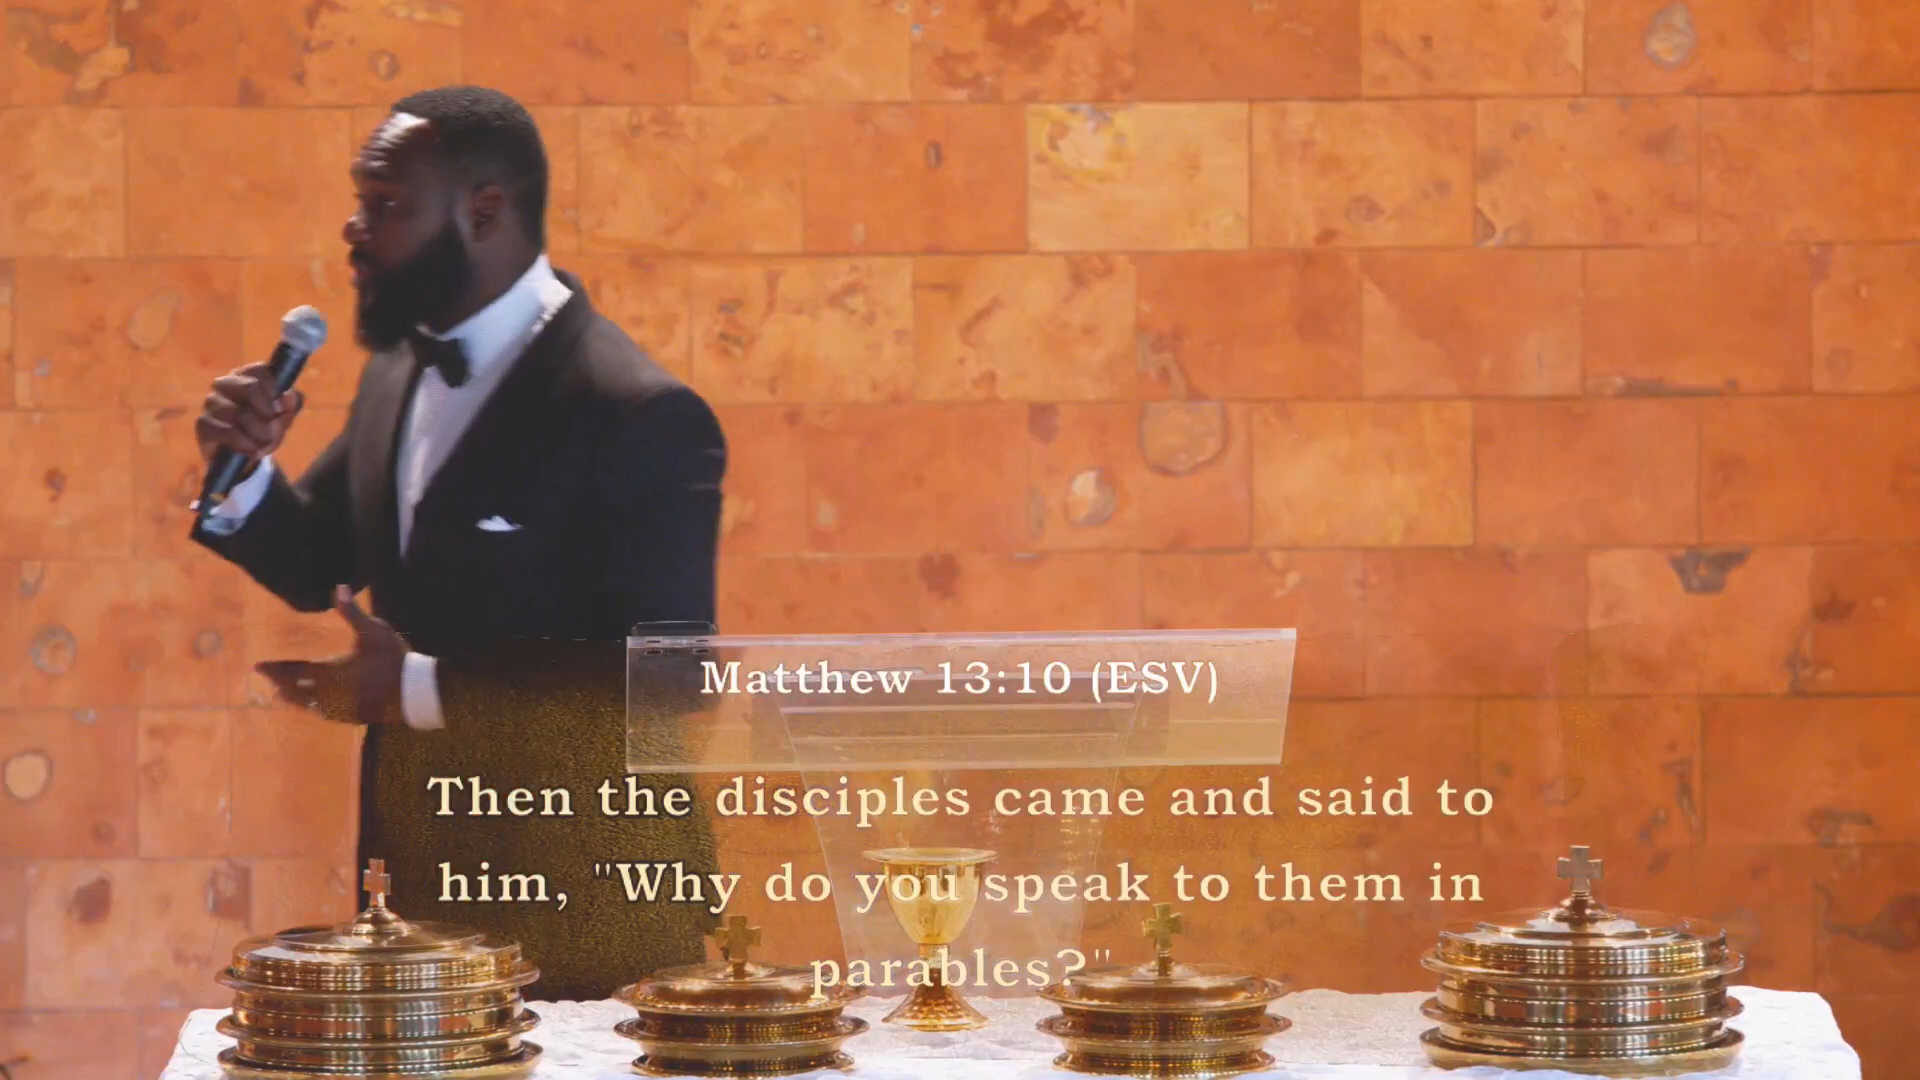 Matthew 13:10 (ESV)
Then the disciples came and said to
him, "Why do you speak to them in
parables?"